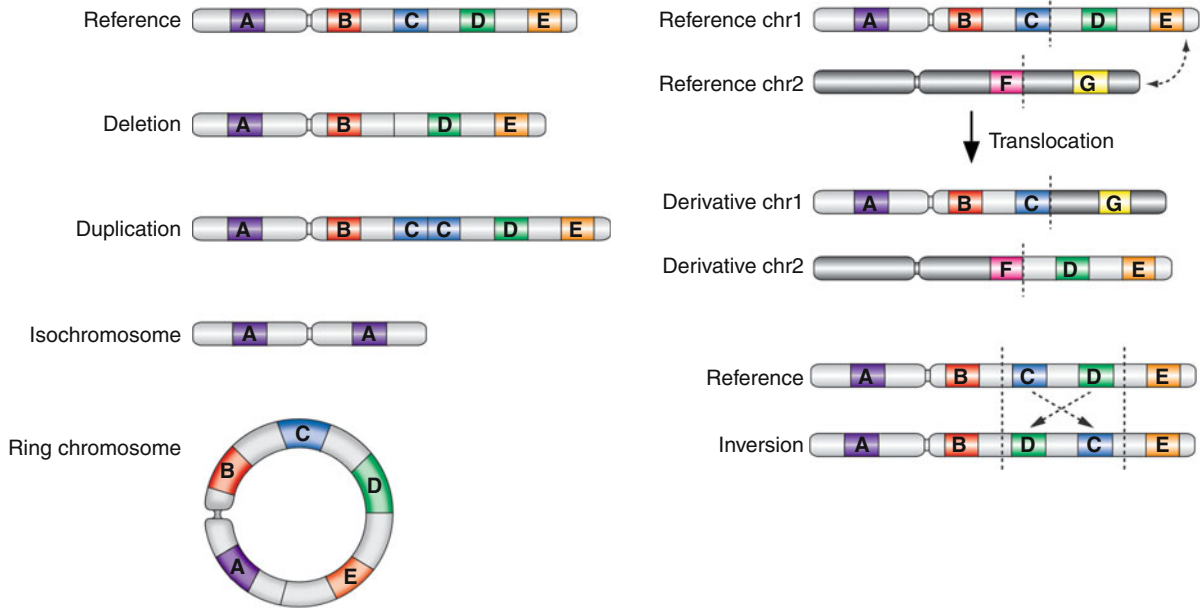 Reference A B C D E
Deletion A B D E
Duplication A B C C D E
Isochromosome A A
Ring chromosome
C
B
D
A
E
Reference chr1 A B C D E
Reference chr2 F G
Translocation
Derivative chr1 A B C G
Derivative chr2 F D E
Reference A B C D E
Inversion A B D C E